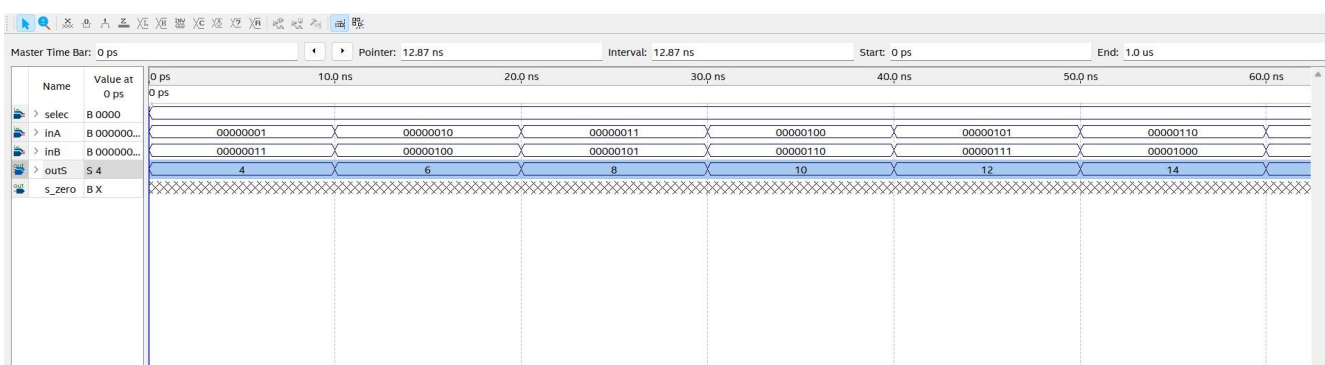 Master Time Bar: 0 ps Pointer: 12.87 ns Interval: 12.87 ns Start: 0 ps End: 1.0 us
Name Value at 0 ps 0 ps 10.0 ns 20.0 ns 30.0 ns 40.0 ns 50.0 ns 60.0 ns
0 ps
selec B 0000
inA B 000000... 00000001 00000010 00000011 00000100 00000101 00000110
inB B 000000... 00000011 00000100 00000101 00000110 00000111 00001000
outS S 4 4 6 8 10 12 14
s_zero B X